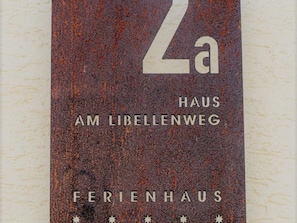 2a
HAUS
AM LIBELLENWEG
FERIENHAUS
* * * * *